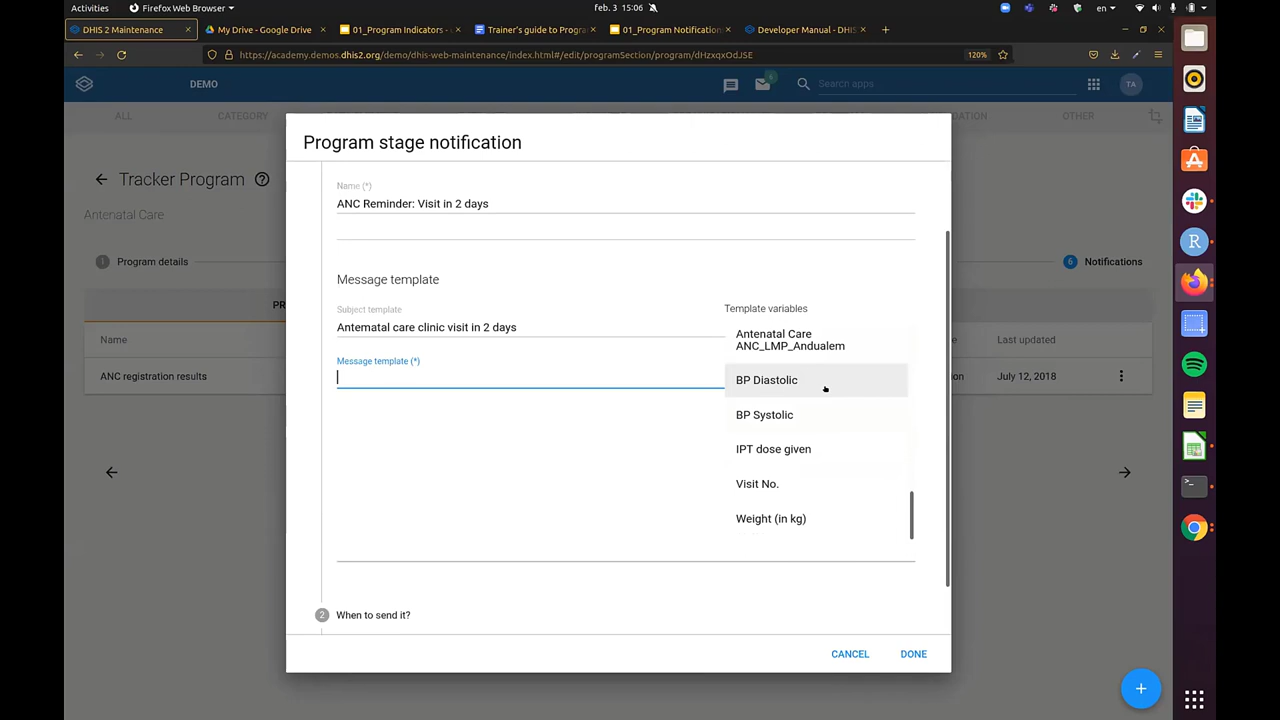 Activities
Firefox Web Browser
feb. 3 15:06
en
DHIS 2 Maintenance
My Drive - Google Drive
01_Program Indicators -
Trainer's guide to Progra
01_Program Notification
Developer Manual - DHIS
https://academy.demos.dhis2.org/demo/dhis-web-maintenance/index.html#/edit/programSection/program/dHzxqxOdJSE
120%
DEMO
Search apps
TA
ALL
CATEGORY
OTHER
Program stage notification
Tracker Program
Antenatal Care
Name (*)
ANC Reminder: Visit in 2 days
1 Program details
6 Notifications
Message template
Subject template
Antematal care clinic visit in 2 days
Template variables
Antenatal Care
ANC_LMP_Andualem
Message template (*)
BP Diastolic
BP Systolic
IPT dose given
Visit No.
Weight (in kg)
PR
Name
Last updated
ANC registration results
July 12, 2018
2 When to send it?
CANCEL
DONE